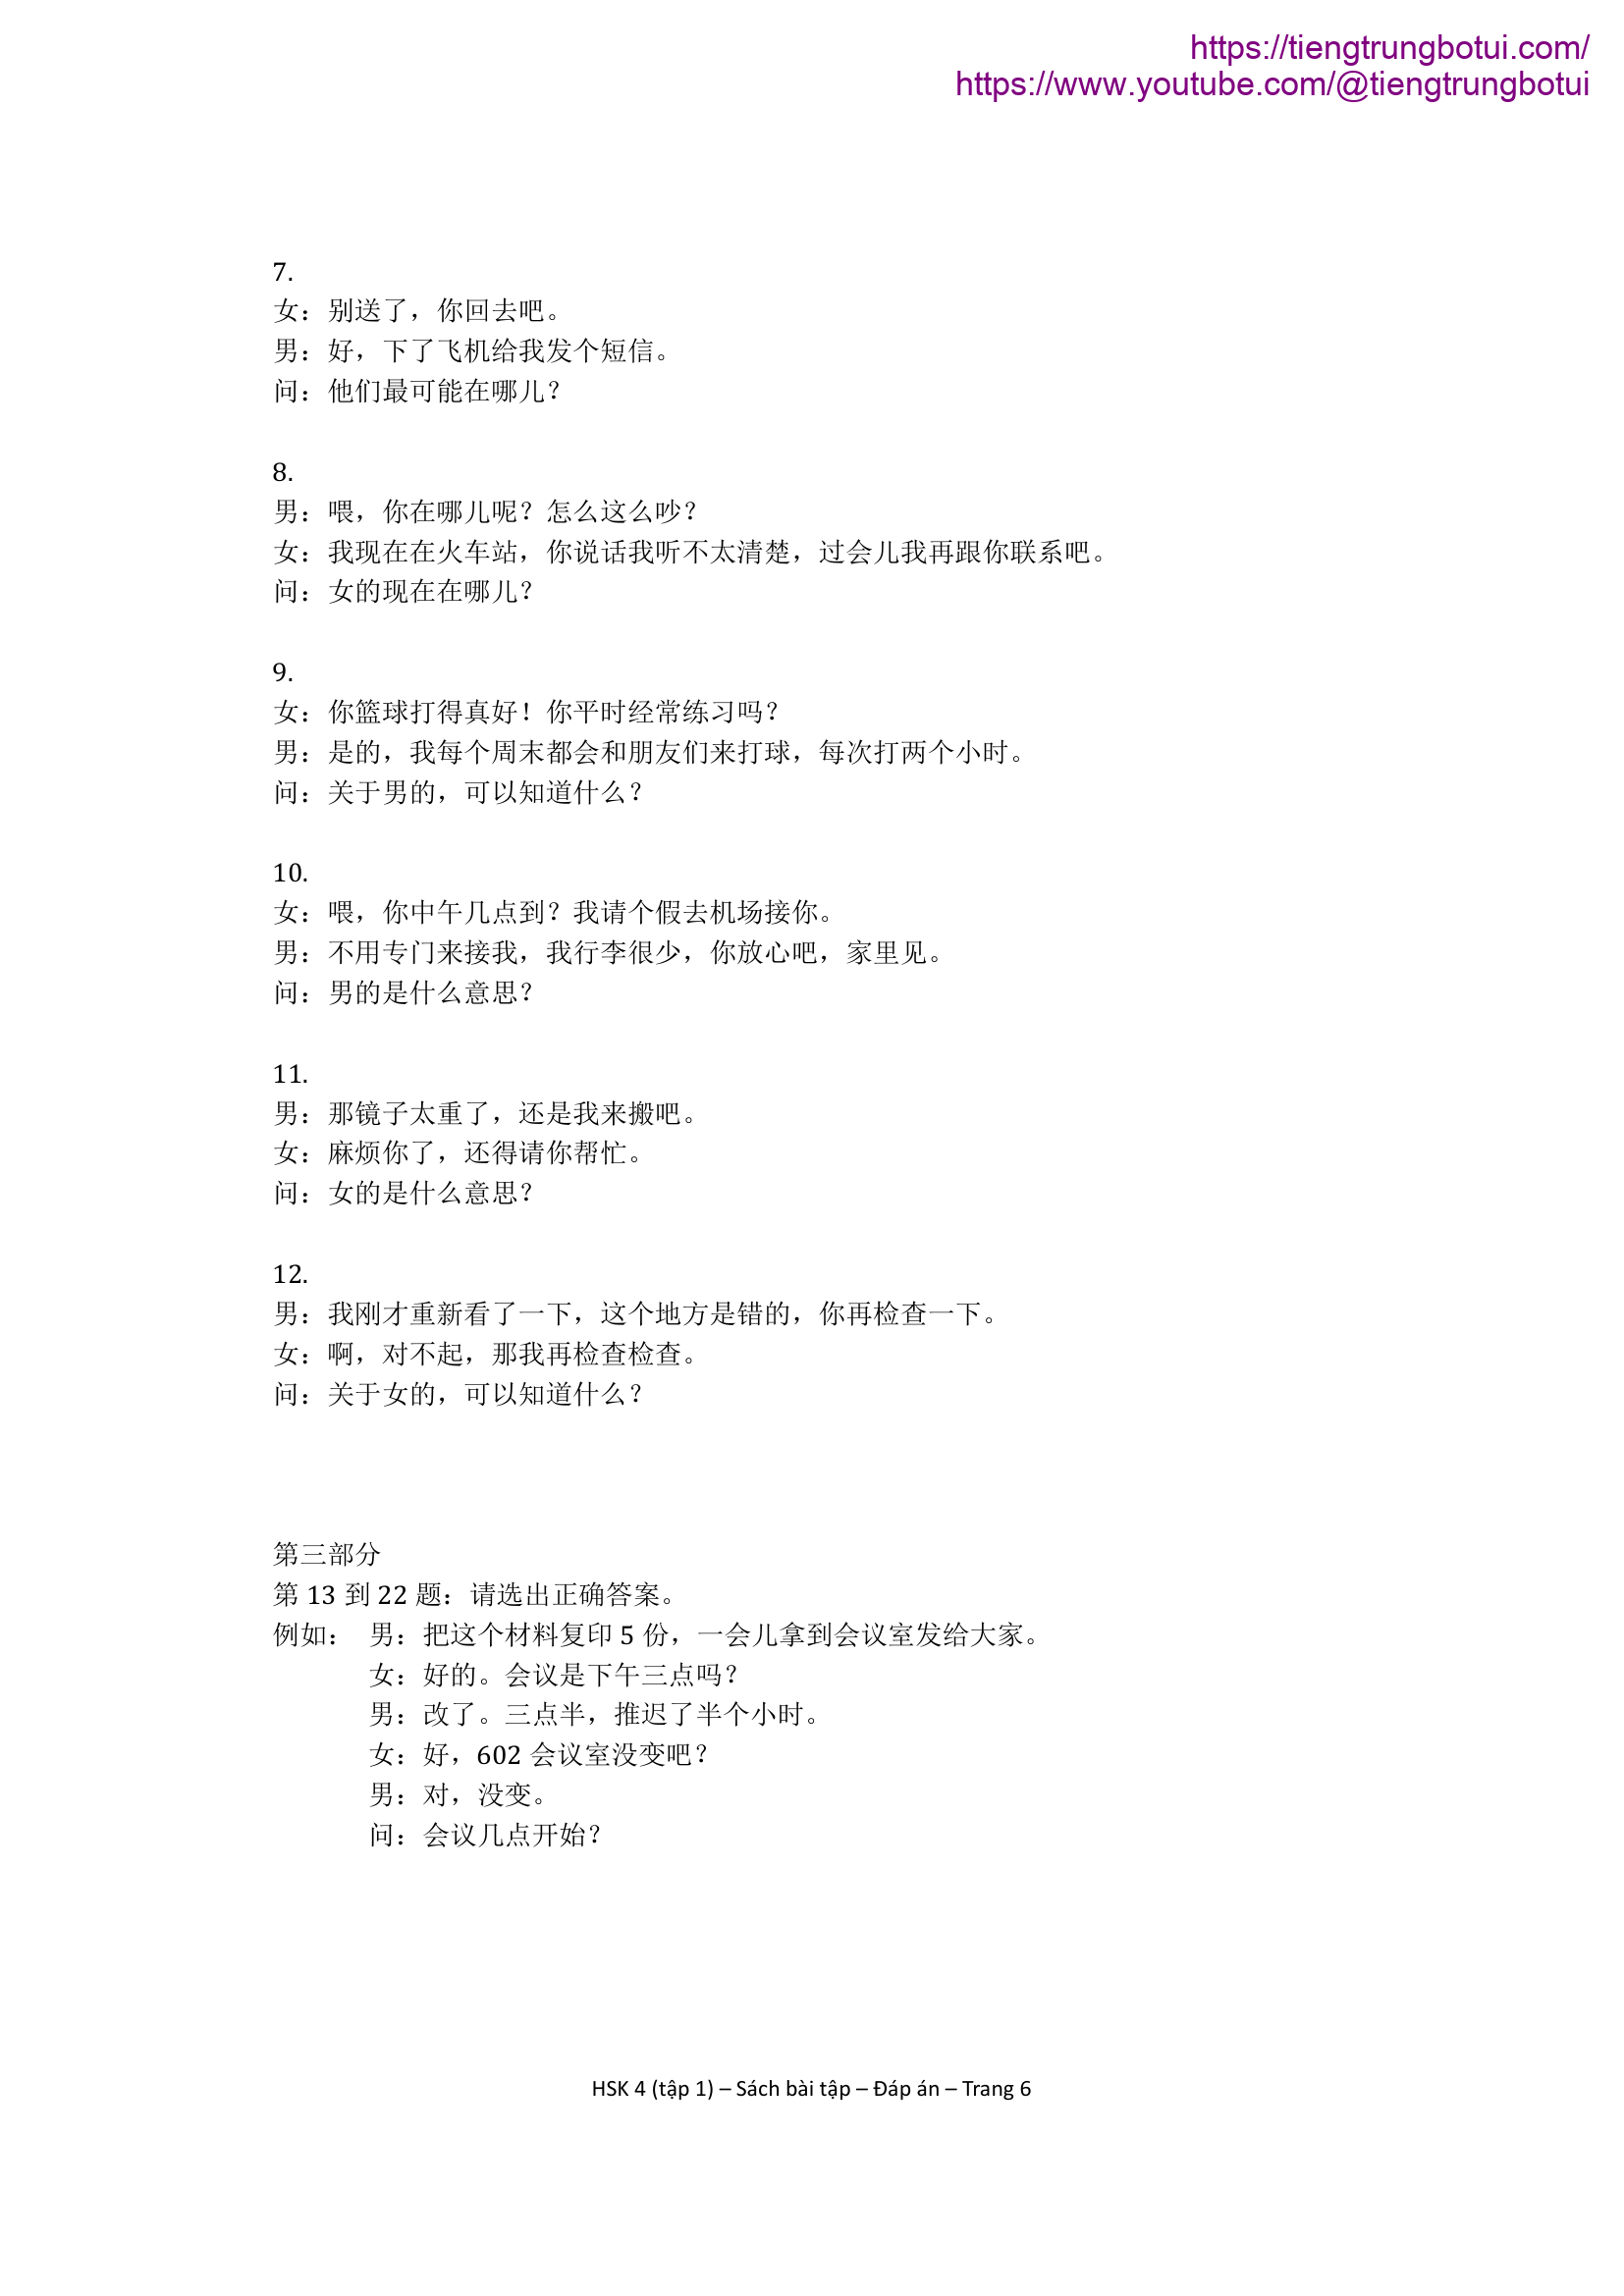 https://tiengtrungbotui.com/
https://www.youtube.com/@tiengtrungbotui
7.
女：别送了，你回去吧。
男：好，下了飞机给我发个短信。
问：他们最可能在哪儿？
8.
男：喂，你在哪儿呢？怎么这么吵？
女：我现在在火车站，你说话我听不太清楚，过会儿我再跟你联系吧。
问：女的现在在哪儿？
9.
女：你篮球打得真好！你平时经常练习吗？
男：是的，我每个周末都会和朋友们来打球，每次打两个小时。
问：关于男的，可以知道什么？
10.
女：喂，你中午几点到？我请个假去机场接你。
男：不用专门来接我，我行李很少，你放心吧，家里见。
问：男的是什么意思？
11.
男：那镜子太重了，还是我来搬吧。
女：麻烦你了，还得请你帮忙。
问：女的是什么意思？
12.
男：我刚才重新看了一下，这个地方是错的，你再检查一下。
女：啊，对不起，那我再检查检查。
问：关于女的，可以知道什么？
第三部分
第 13 到 22 题：请选出正确答案。
例如： 男：把这个材料复印 5 份，一会儿拿到会议室发给大家。
女：好的。会议是下午三点吗？
男：改了。三点半，推迟了半个小时。
女：好，602 会议室没变吧？
男：对，没变。
问：会议几点开始？
HSK 4 (tập 1) – Sách bài tập – Đáp án – Trang 6